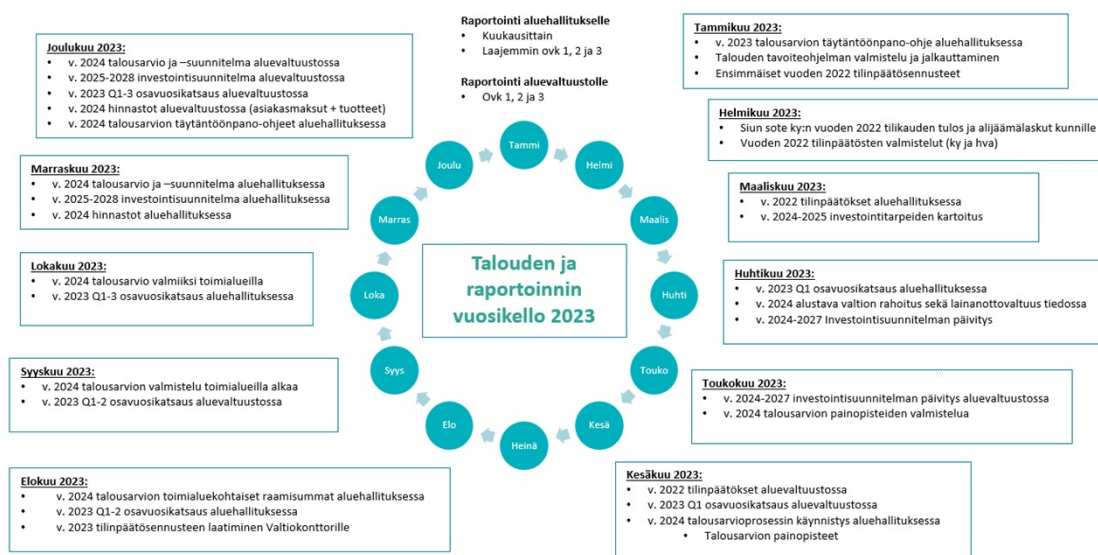 Raportointi aluehallitukselle
• Kuukausittain
• Laajemmin ovk 1, 2 ja 3
Raportointi aluevaltuustolle
• Ovk 1, 2 ja 3
Tammikuu 2023:
• v. 2023 talousarvion täytäntöönpano-ohje aluehallituksessa
• Talouden tavoiteohjelman valmistelu ja jalkauttaminen
• Ensimmäiset vuoden 2022 tilinpäätösennusteet
Helmikuu 2023:
• Siun sote ky:n vuoden 2022 tilikauden tulos ja alijäämälaskut kunnille
• Vuoden 2022 tilinpäätösten valmistelut (ky ja hva)
Maaliskuu 2023:
• v. 2022 tilinpäätökset aluehallituksessa
• v. 2024-2025 investointitarpeiden kartoitus
Huhtikuu 2023:
• v. 2023 Q1 osavuosikatsaus aluehallituksessa
• v. 2024 alustava valtion rahoitus sekä lainanottovaltuus tiedossa
• v. 2024-2027 Investointisuunnitelman päivitys
Toukokuu 2023:
• v. 2024-2027 investointisuunnitelman päivitys aluevaltuustossa
• v. 2024 talousarvion painopisteiden valmistelua
Kesäkuu 2023:
• v. 2022 tilinpäätökset aluevaltuustossa
• v. 2023 Q1 osavuosikatsaus aluevaltuustossa
• v. 2024 talousarvioprosessin käynnistys aluehallituksessa
• Talousarvion painopisteet
Elokuu 2023:
• v. 2024 talousarvion toimialuekohtaiset raamisummat aluehallituksessa
• v. 2023 Q1-2 osavuosikatsaus aluehallituksessa
• v. 2023 tilinpäätösennusteen laatiminen Valtiokonttorille
Syyskuu 2023:
• v. 2024 talousarvion valmistelu toimialueilla alkaa
• v. 2023 Q1-2 osavuosikatsaus aluevaltuustossa
Lokakuu 2023:
• v. 2024 talousarvio valmiiksi toimialueilla
• v. 2023 Q1-3 osavuosikatsaus aluehallituksessa
Marraskuu 2023:
• v. 2024 talousarvio ja –suunnitelma aluehallituksessa
• v. 2025-2028 investointisuunnitelma aluehallituksessa
• v. 2024 hinnastot aluehallituksessa
Joulukuu 2023:
• v. 2024 talousarvio ja –suunnitelma aluevaltuustossa
• v. 2025-2028 investointisuunnitelma aluevaltuustossa
• v. 2023 Q1-3 osavuosikatsaus aluevaltuustossa
• v. 2024 hinnastot aluevaltuustossa (asiakasmaksut + tuotteet)
• v. 2024 talousarvion täytäntöönpano-ohjeet aluehallituksessa
Tammi
Helmi
Maalis
Huhti
Touko
Kesä
Heinä
Elo
Syys
Loka
Marras
Joulu
Talouden ja
raportoinnin
vuosikello 2023